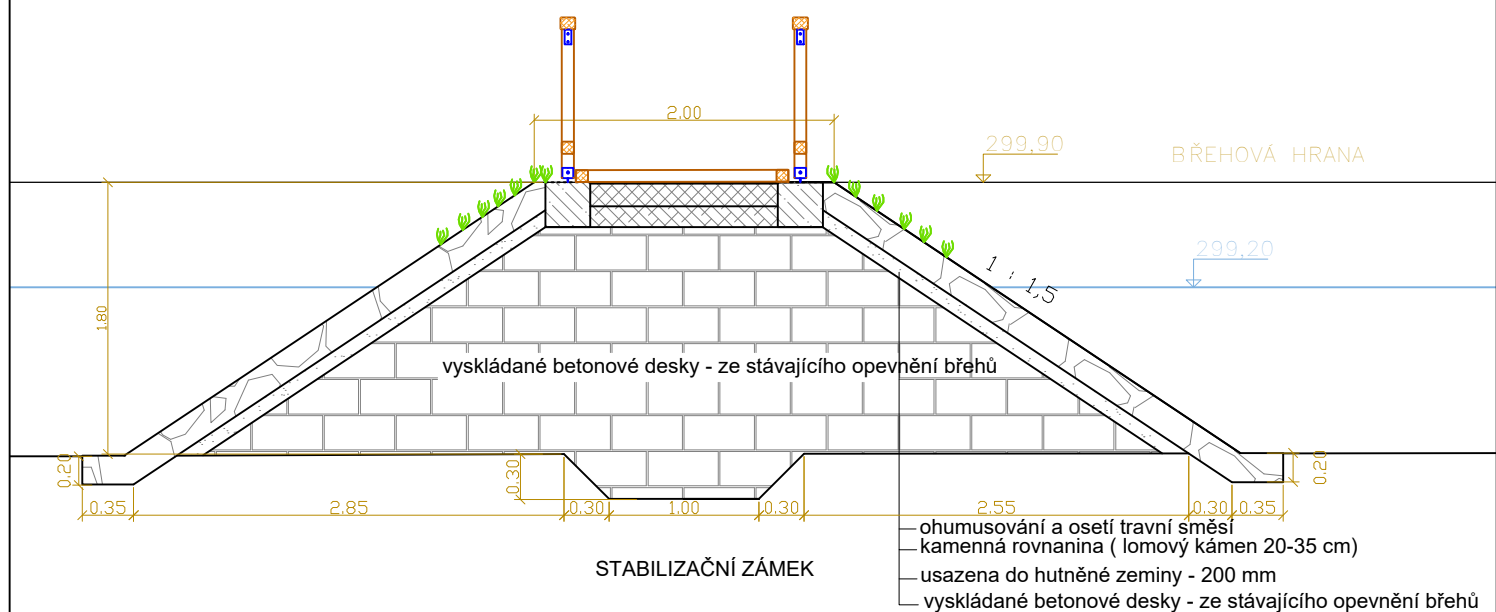 2.00
299,90
BŘEHOVÁ HRANA
299,20
1 : 1,5
1.80
vyskládané betonové desky - ze stávajícího opevnění břehů
0.20
0.30
0.20
0.35
2.85
0.30
1.00
0.30
2.55
0.30
0.35
ohumusování a osetí travní směsí
kamenná rovnanina ( lomový kámen 20-35 cm)
STABILIZAČNÍ ZÁMEK
usazena do hutněné zeminy - 200 mm
vyskládané betonové desky - ze stávajícího opevnění břehů